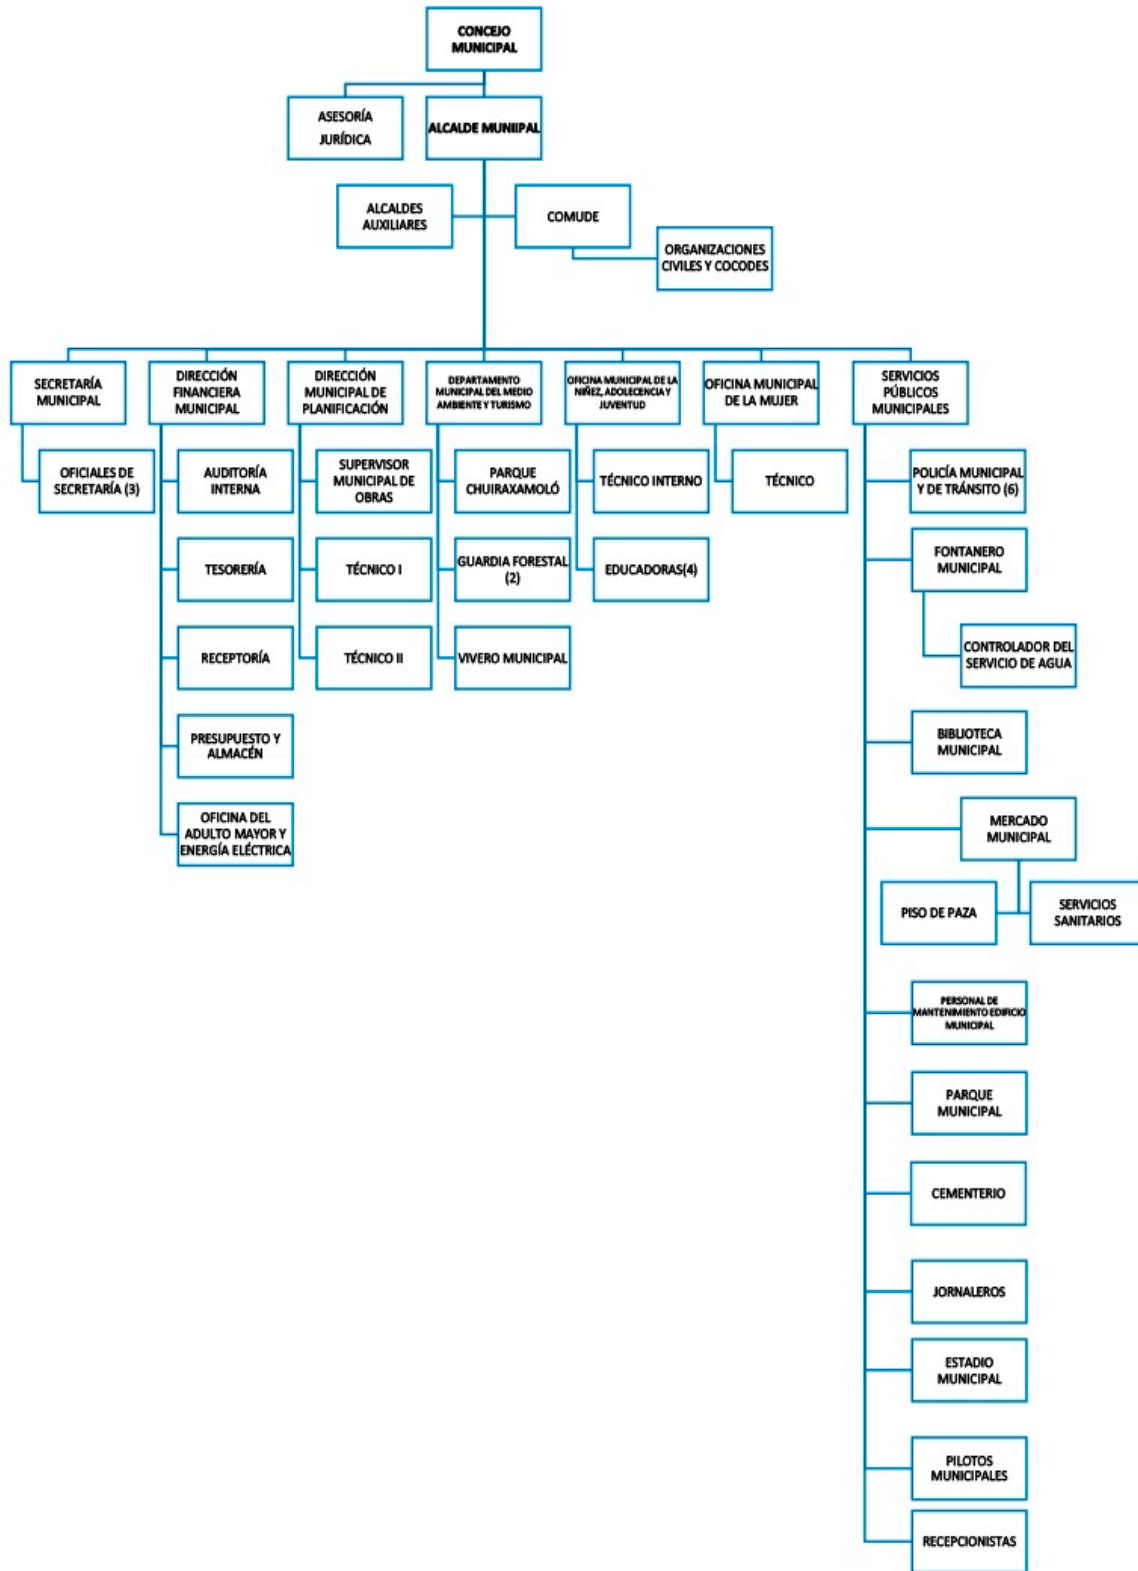 CONCEJO
MUNICIPAL
ASESORÍA
JURÍDICA
ALCALDE MUNIIPAL
ALCALDES
AUXILIARES
COMUDE
ORGANIZACIONES
CIVILES Y COCODES
SECRETARÍA
MUNICIPAL
DIRECCIÓN
FINANCIERA
MUNICIPAL
DIRECCIÓN
MUNICIPAL DE
PLANIFICACIÓN
DEPARTAMENTO
MUNICIPAL DEL MEDIO
AMBIENTE Y TURISMO
OFICINA MUNICIPAL DE LA
NIÑEZ, ADOLECENCIA Y
JUVENTUD
OFICINA MUNICIPAL
DE LA MUJER
SERVICIOS
PÚBLICOS
MUNICIPALES
OFICIALES DE
SECRETARÍA (3)
AUDITORÍA
INTERNA
SUPERVISOR
MUNICIPAL DE
OBRAS
PARQUE
CHUIRAXAMOLÓ
TÉCNICO INTERNO
TÉCNICO
POLICÍA MUNICIPAL
Y DE TRÁNSITO (6)
TESORERÍA
TÉCNICO I
GUARDIA FORESTAL
(2)
EDUCADORAS(4)
FONTANERO
MUNICIPAL
RECEPTORÍA
TÉCNICO II
VIVERO MUNICIPAL
CONTROLADOR DEL
SERVICIO DE AGUA
PRESUPUESTO Y
ALMACÉN
BIBLIOTECA
MUNICIPAL
OFICINA DEL
ADULTO MAYOR Y
ENERGÍA ELÉCTRICA
MERCADO
MUNICIPAL
PISO DE PAZA
SERVICIOS
SANITARIOS
PERSONAL DE
MANTENIMIENTO EDIFICIO
MUNICIPAL
PARQUE
MUNICIPAL
CEMENTERIO
JORNALEROS
ESTADIO
MUNICIPAL
PILOTOS
MUNICIPALES
RECEPCIONISTAS